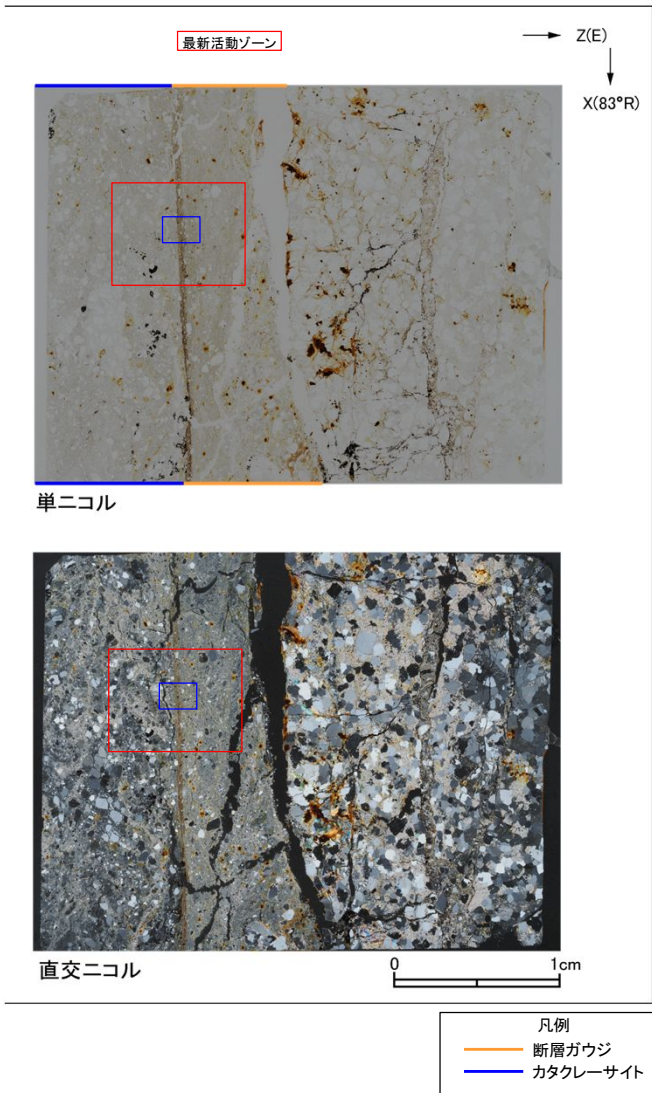 最新活動ゾーン
Z(E)
X(83°R)
単ニコル
直交ニコル
0 1cm
凡例
断層ガウジ
カタクレーサイト